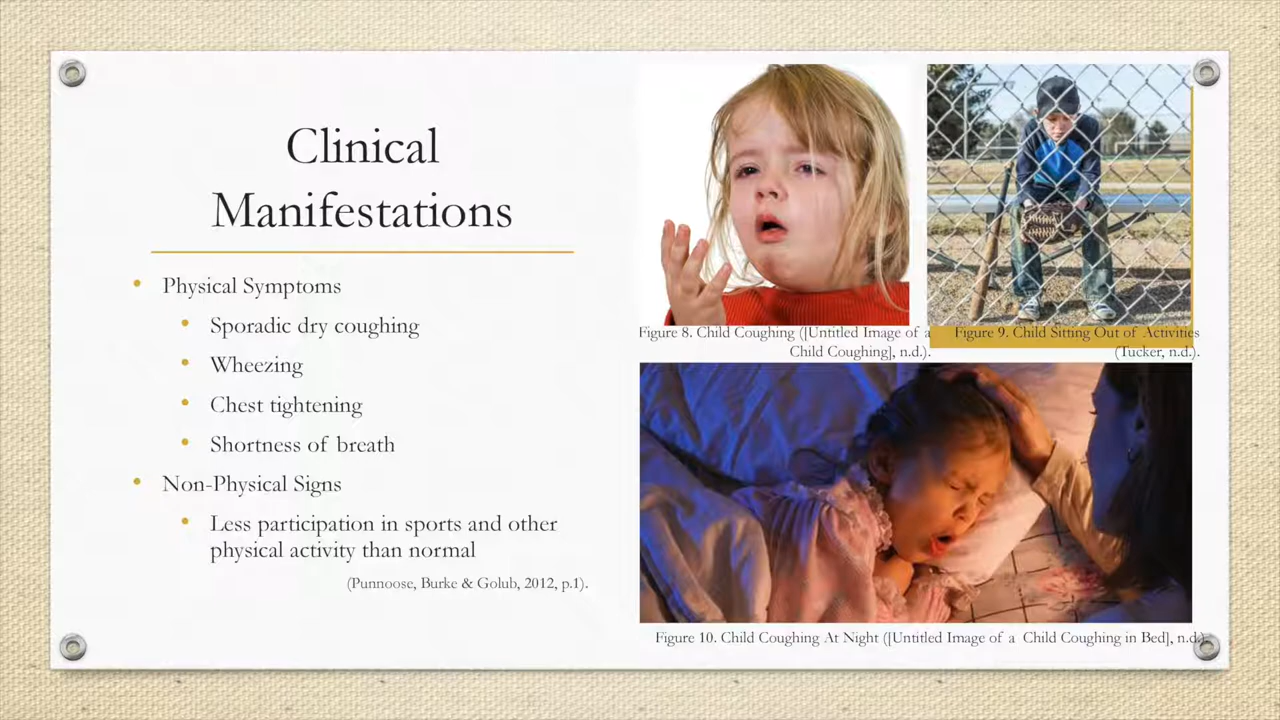 Clinical
Manifestations
Physical Symptoms
Sporadic dry coughing
Wheezing
Chest tightening
Shortness of breath
Non-Physical Signs
Less participation in sports and other
physical activity than normal
(Punnoose, Burke & Golub, 2012, p.1).
Figure 8. Child Coughing ([Untitled Image of a
Child Coughing], n.d.).
Figure 9. Child Sitting Out of Activities
(Tucker, n.d.).
Figure 10. Child Coughing At Night ([Untitled Image of a Child Coughing in Bed], n.d.)